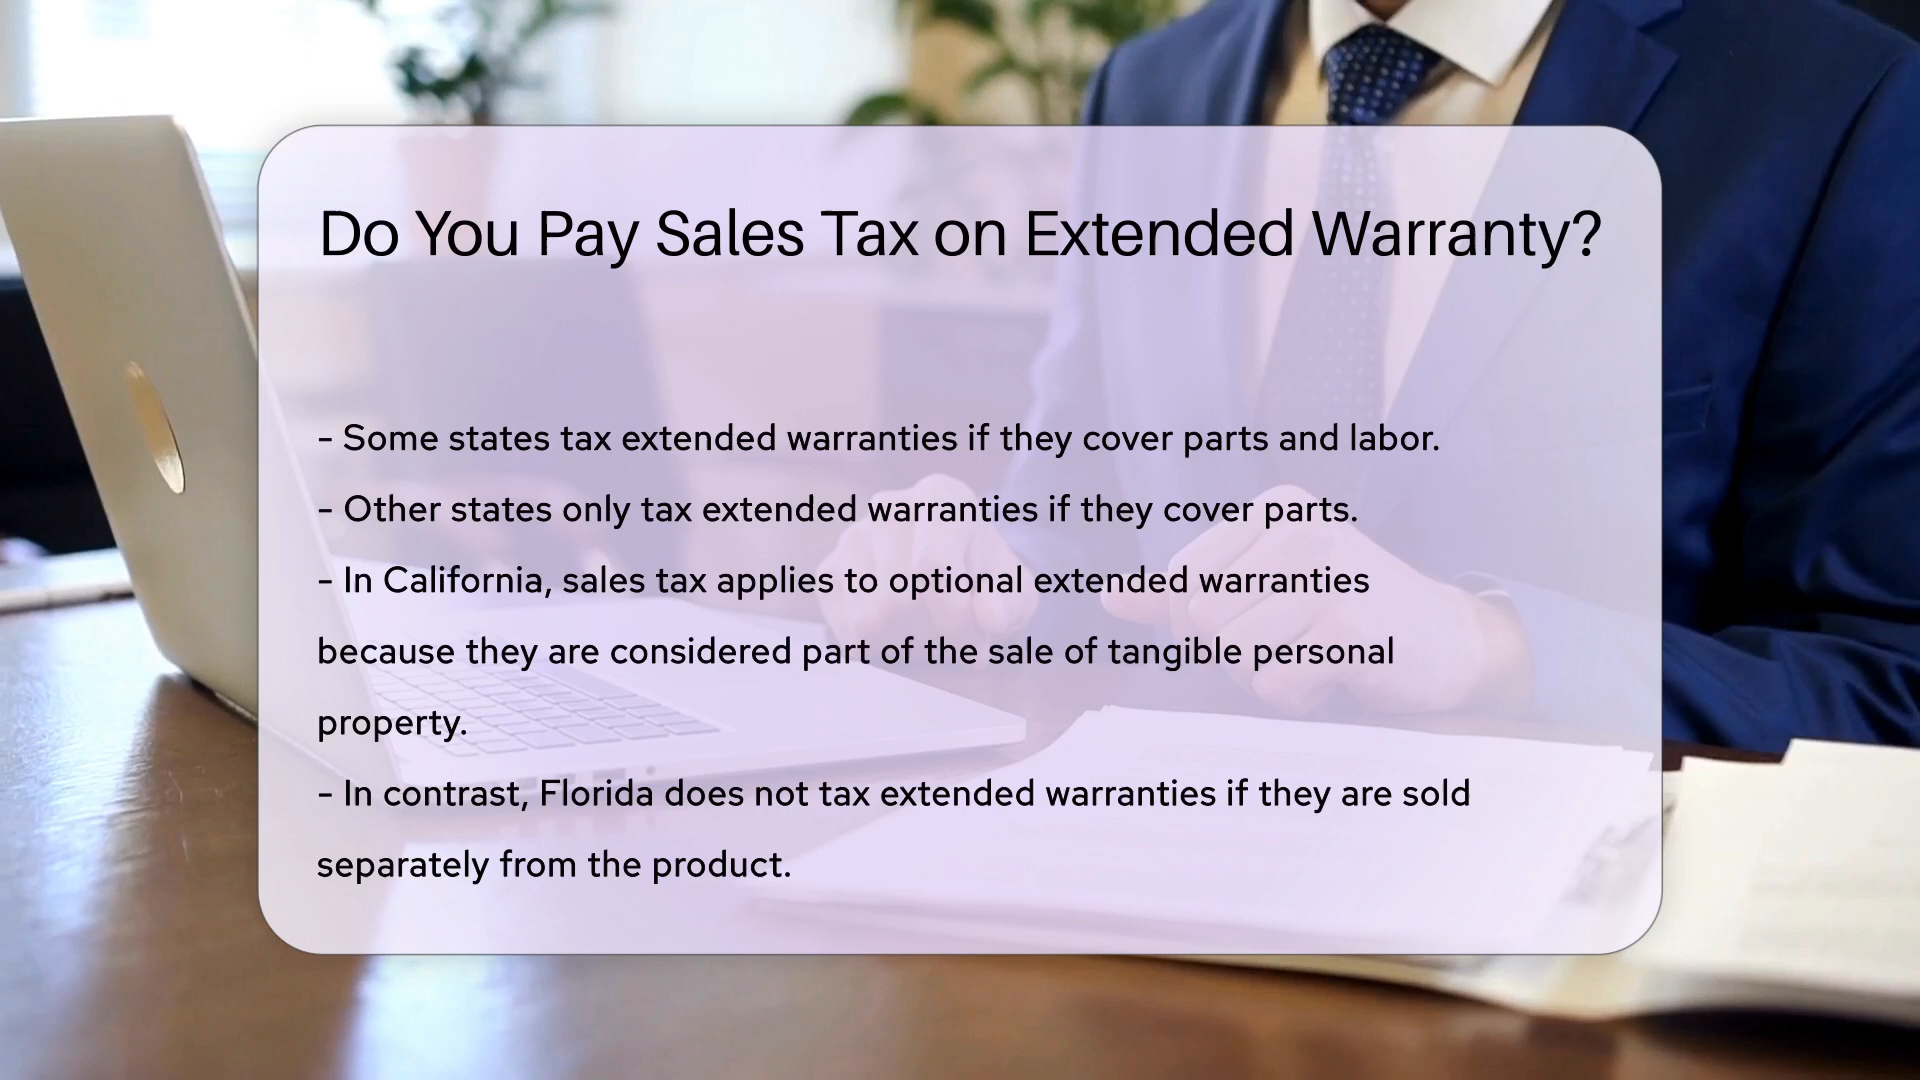 Do You Pay Sales Tax on Extended Warranty?
- Some states tax extended warranties if they cover parts and labor.
- Other states only tax extended warranties if they cover parts.
- In California, sales tax applies to optional extended warranties
because they are considered part of the sale of tangible personal
property.
- In contrast, Florida does not tax extended warranties if they are sold
separately from the product.